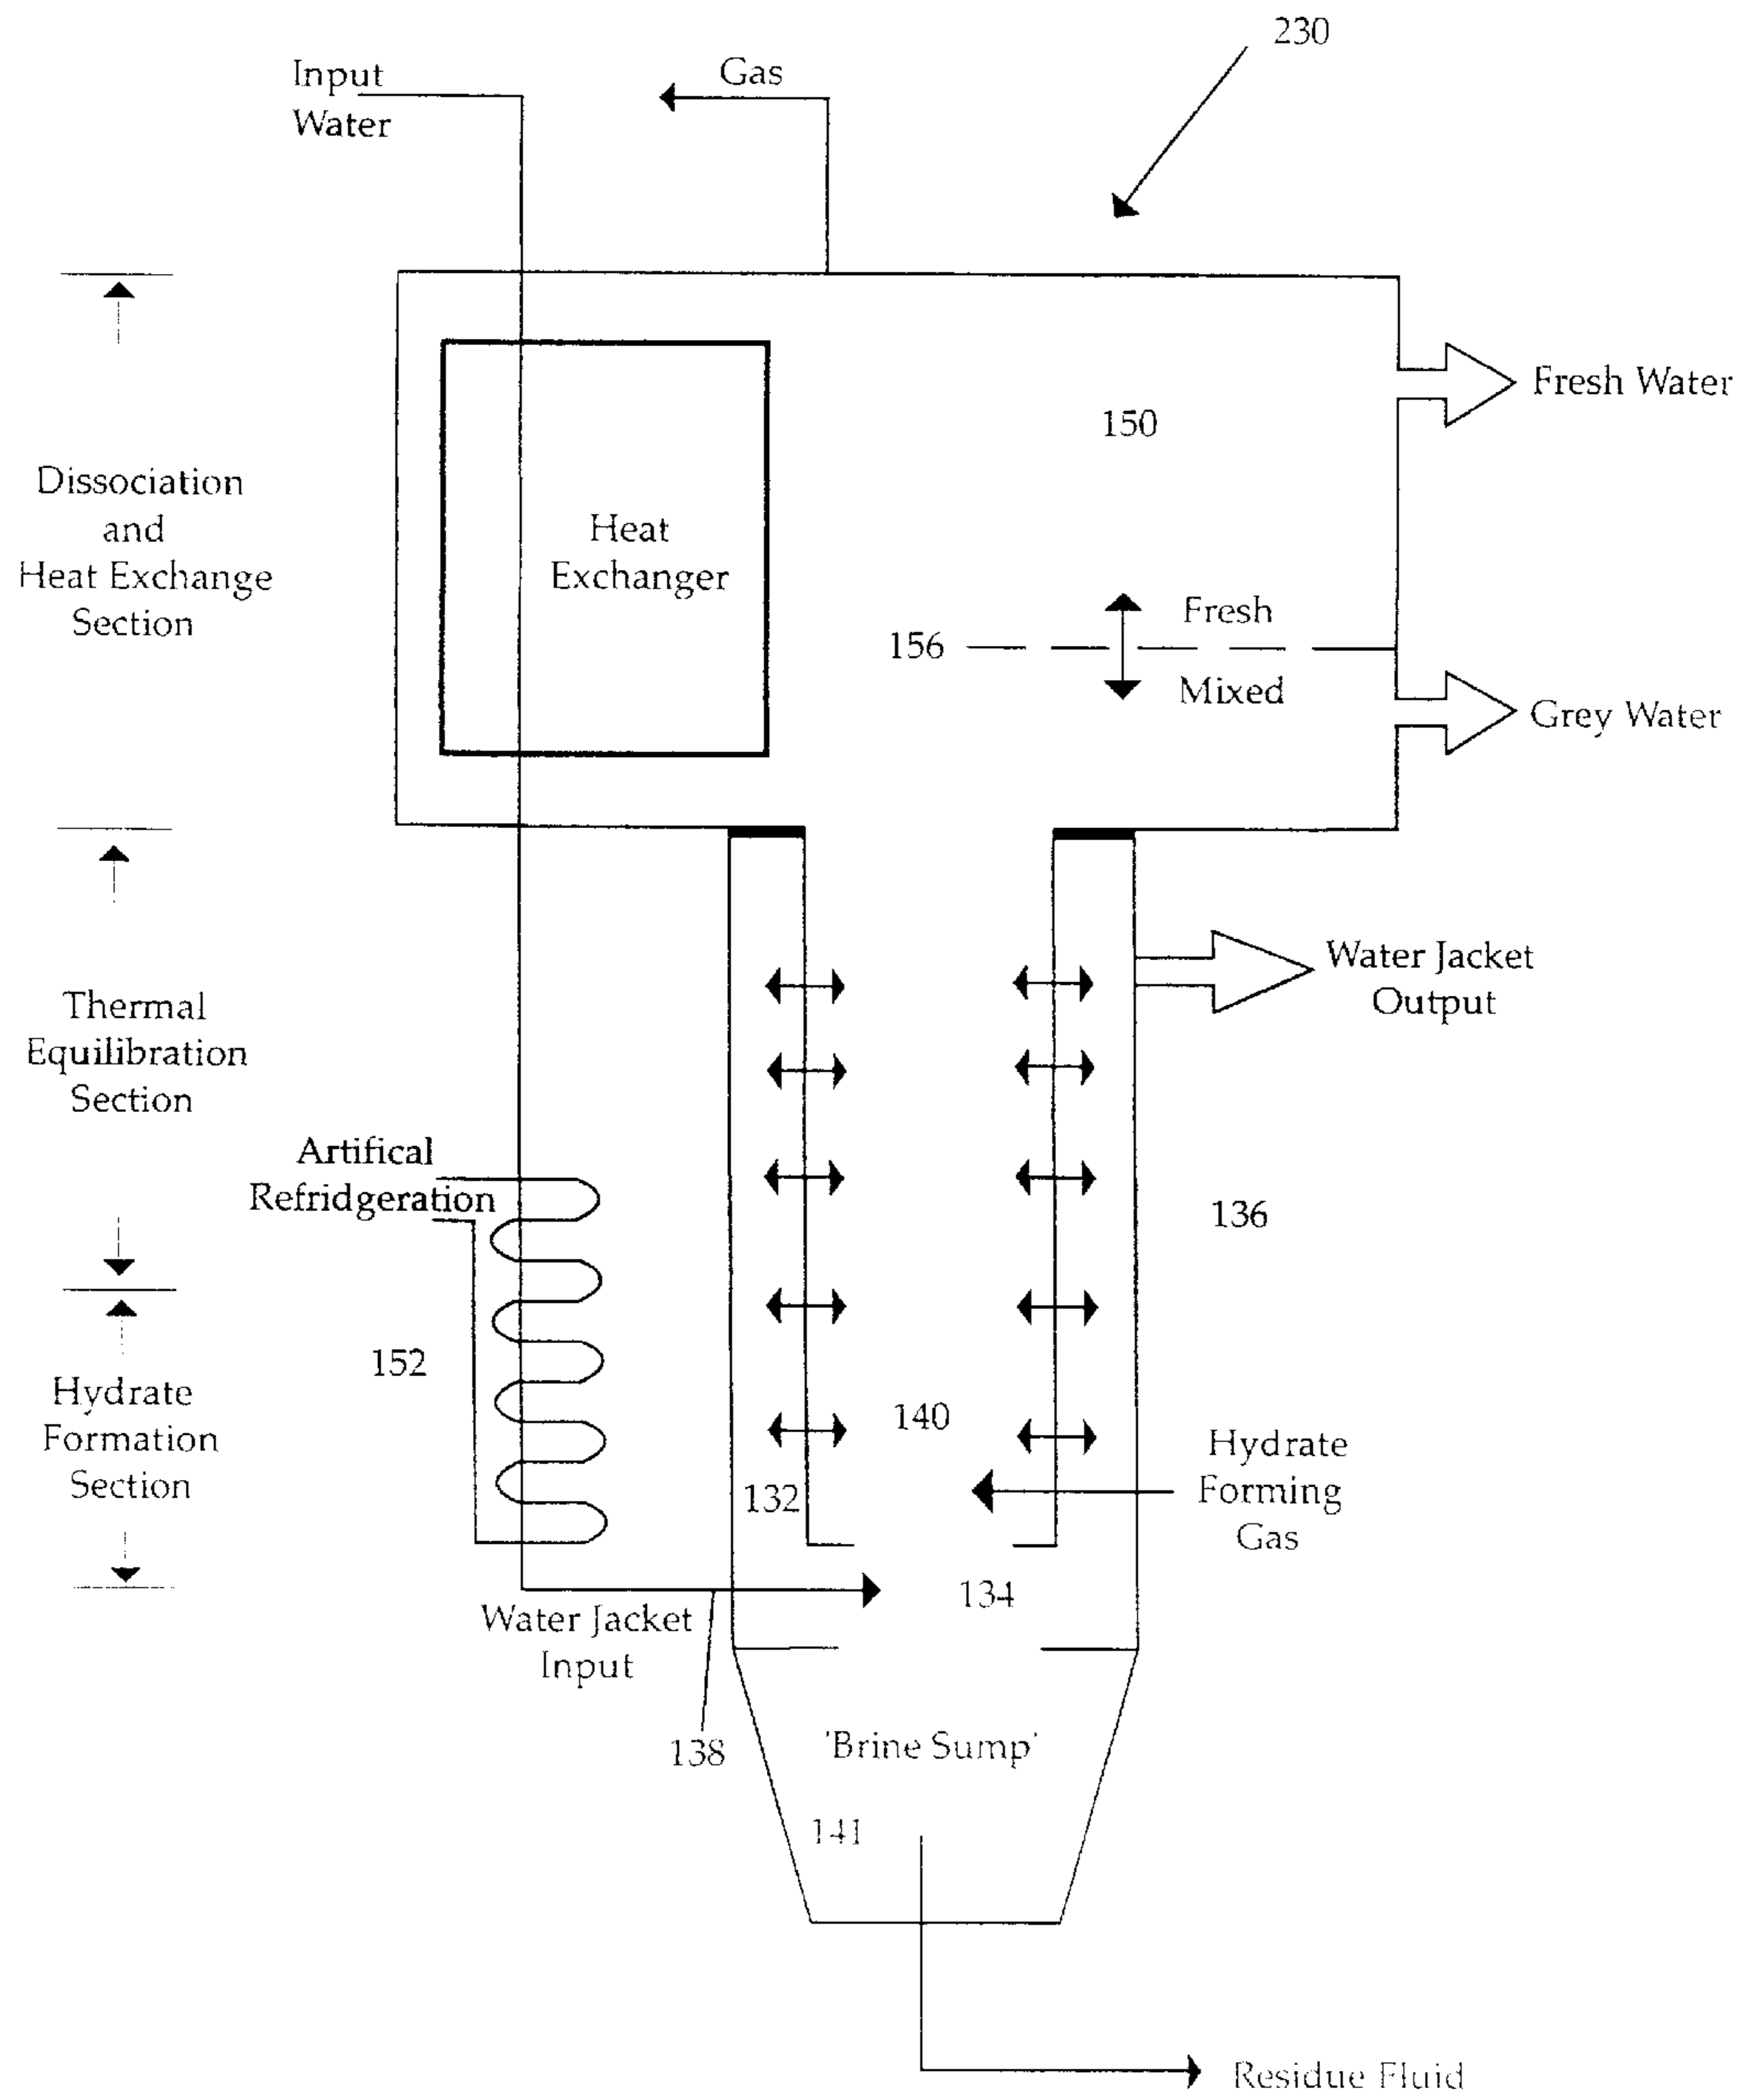 230
Input
Water
Gas
Fresh Water
150
Dissociation
and
Heat Exchange
Section
Heat
Exchanger
Fresh
156
Mixed
Grey Water
Water Jacket
Output
Thermal
Equilibration
Section
Artifical
Refridgeration
136
152
Hydrate
Formation
Section
140
Hydrate
Forming
Gas
132
134
Water Jacket
Input
138
'Brine Sump'
141
Residue Fluid